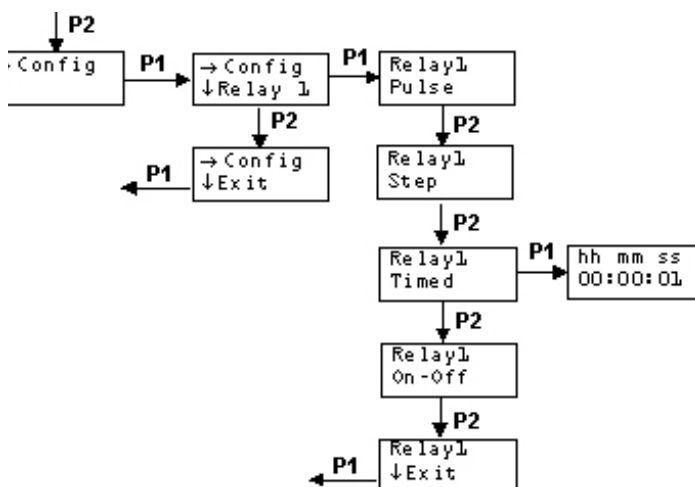 P2
→ Config
P1
→ Config
↓Relay 1
P1
Relay1
Pulse
P2
P2
P1
→ Config
↓Exit
Relay1
Step
P2
Relay1
Timed
P1
hh mm ss
00:00:01
P2
Relay1
On-Off
P2
P1
Relay1
↓Exit